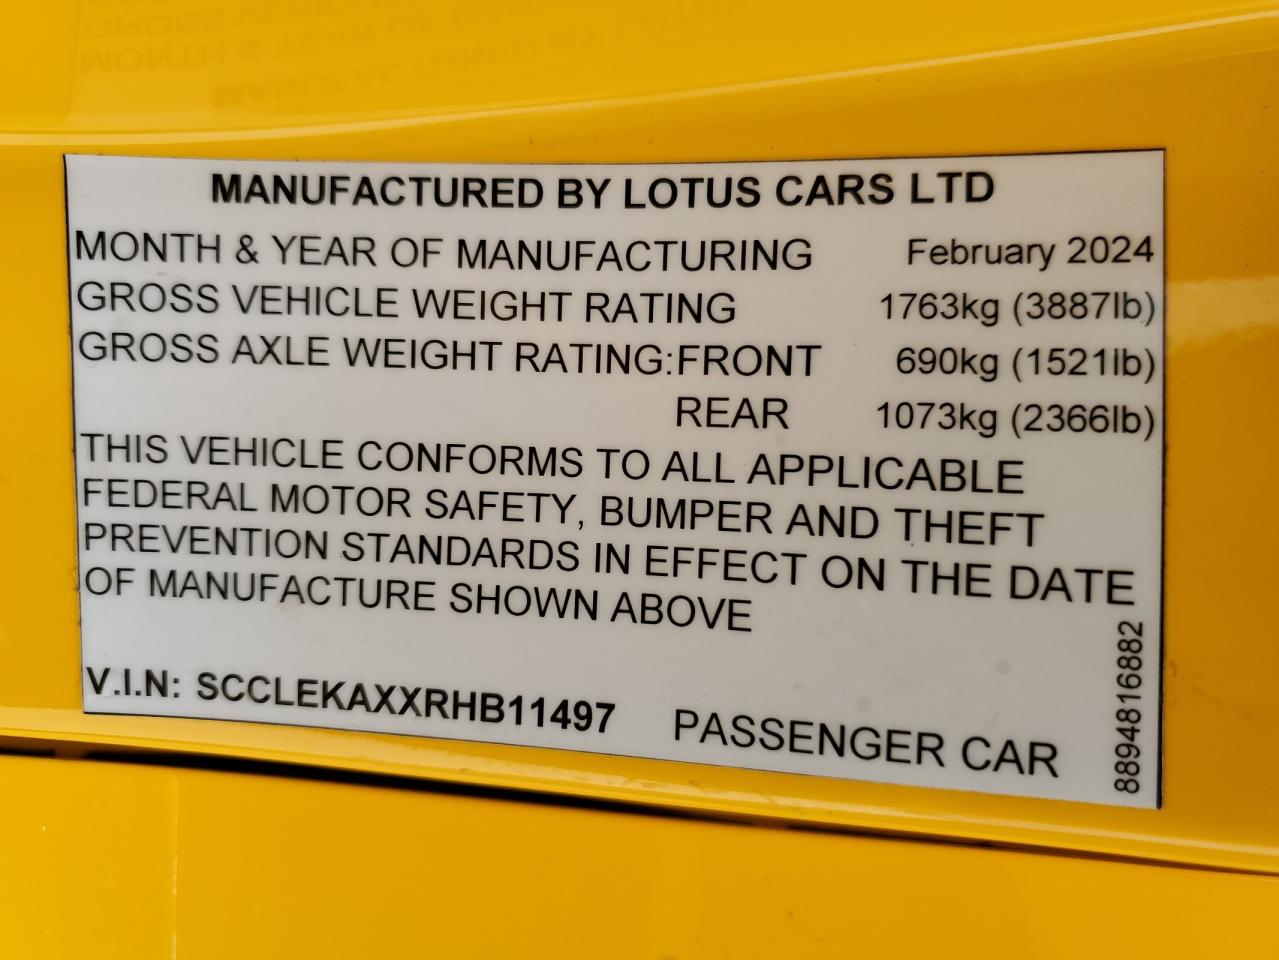 MANUFACTURED BY LOTUS CARS LTD
MONTH & YEAR OF MANUFACTURING February 2024
GROSS VEHICLE WEIGHT RATING 1763kg (3887lb)
GROSS AXLE WEIGHT RATING:FRONT 690kg (1521lb)
REAR 1073kg (2366lb)
THIS VEHICLE CONFORMS TO ALL APPLICABLE
FEDERAL MOTOR SAFETY, BUMPER AND THEFT
PREVENTION STANDARDS IN EFFECT ON THE DATE
OF MANUFACTURE SHOWN ABOVE
V.I.N: SCCLEKAXXRHB11497 PASSENGER CAR
8894816882